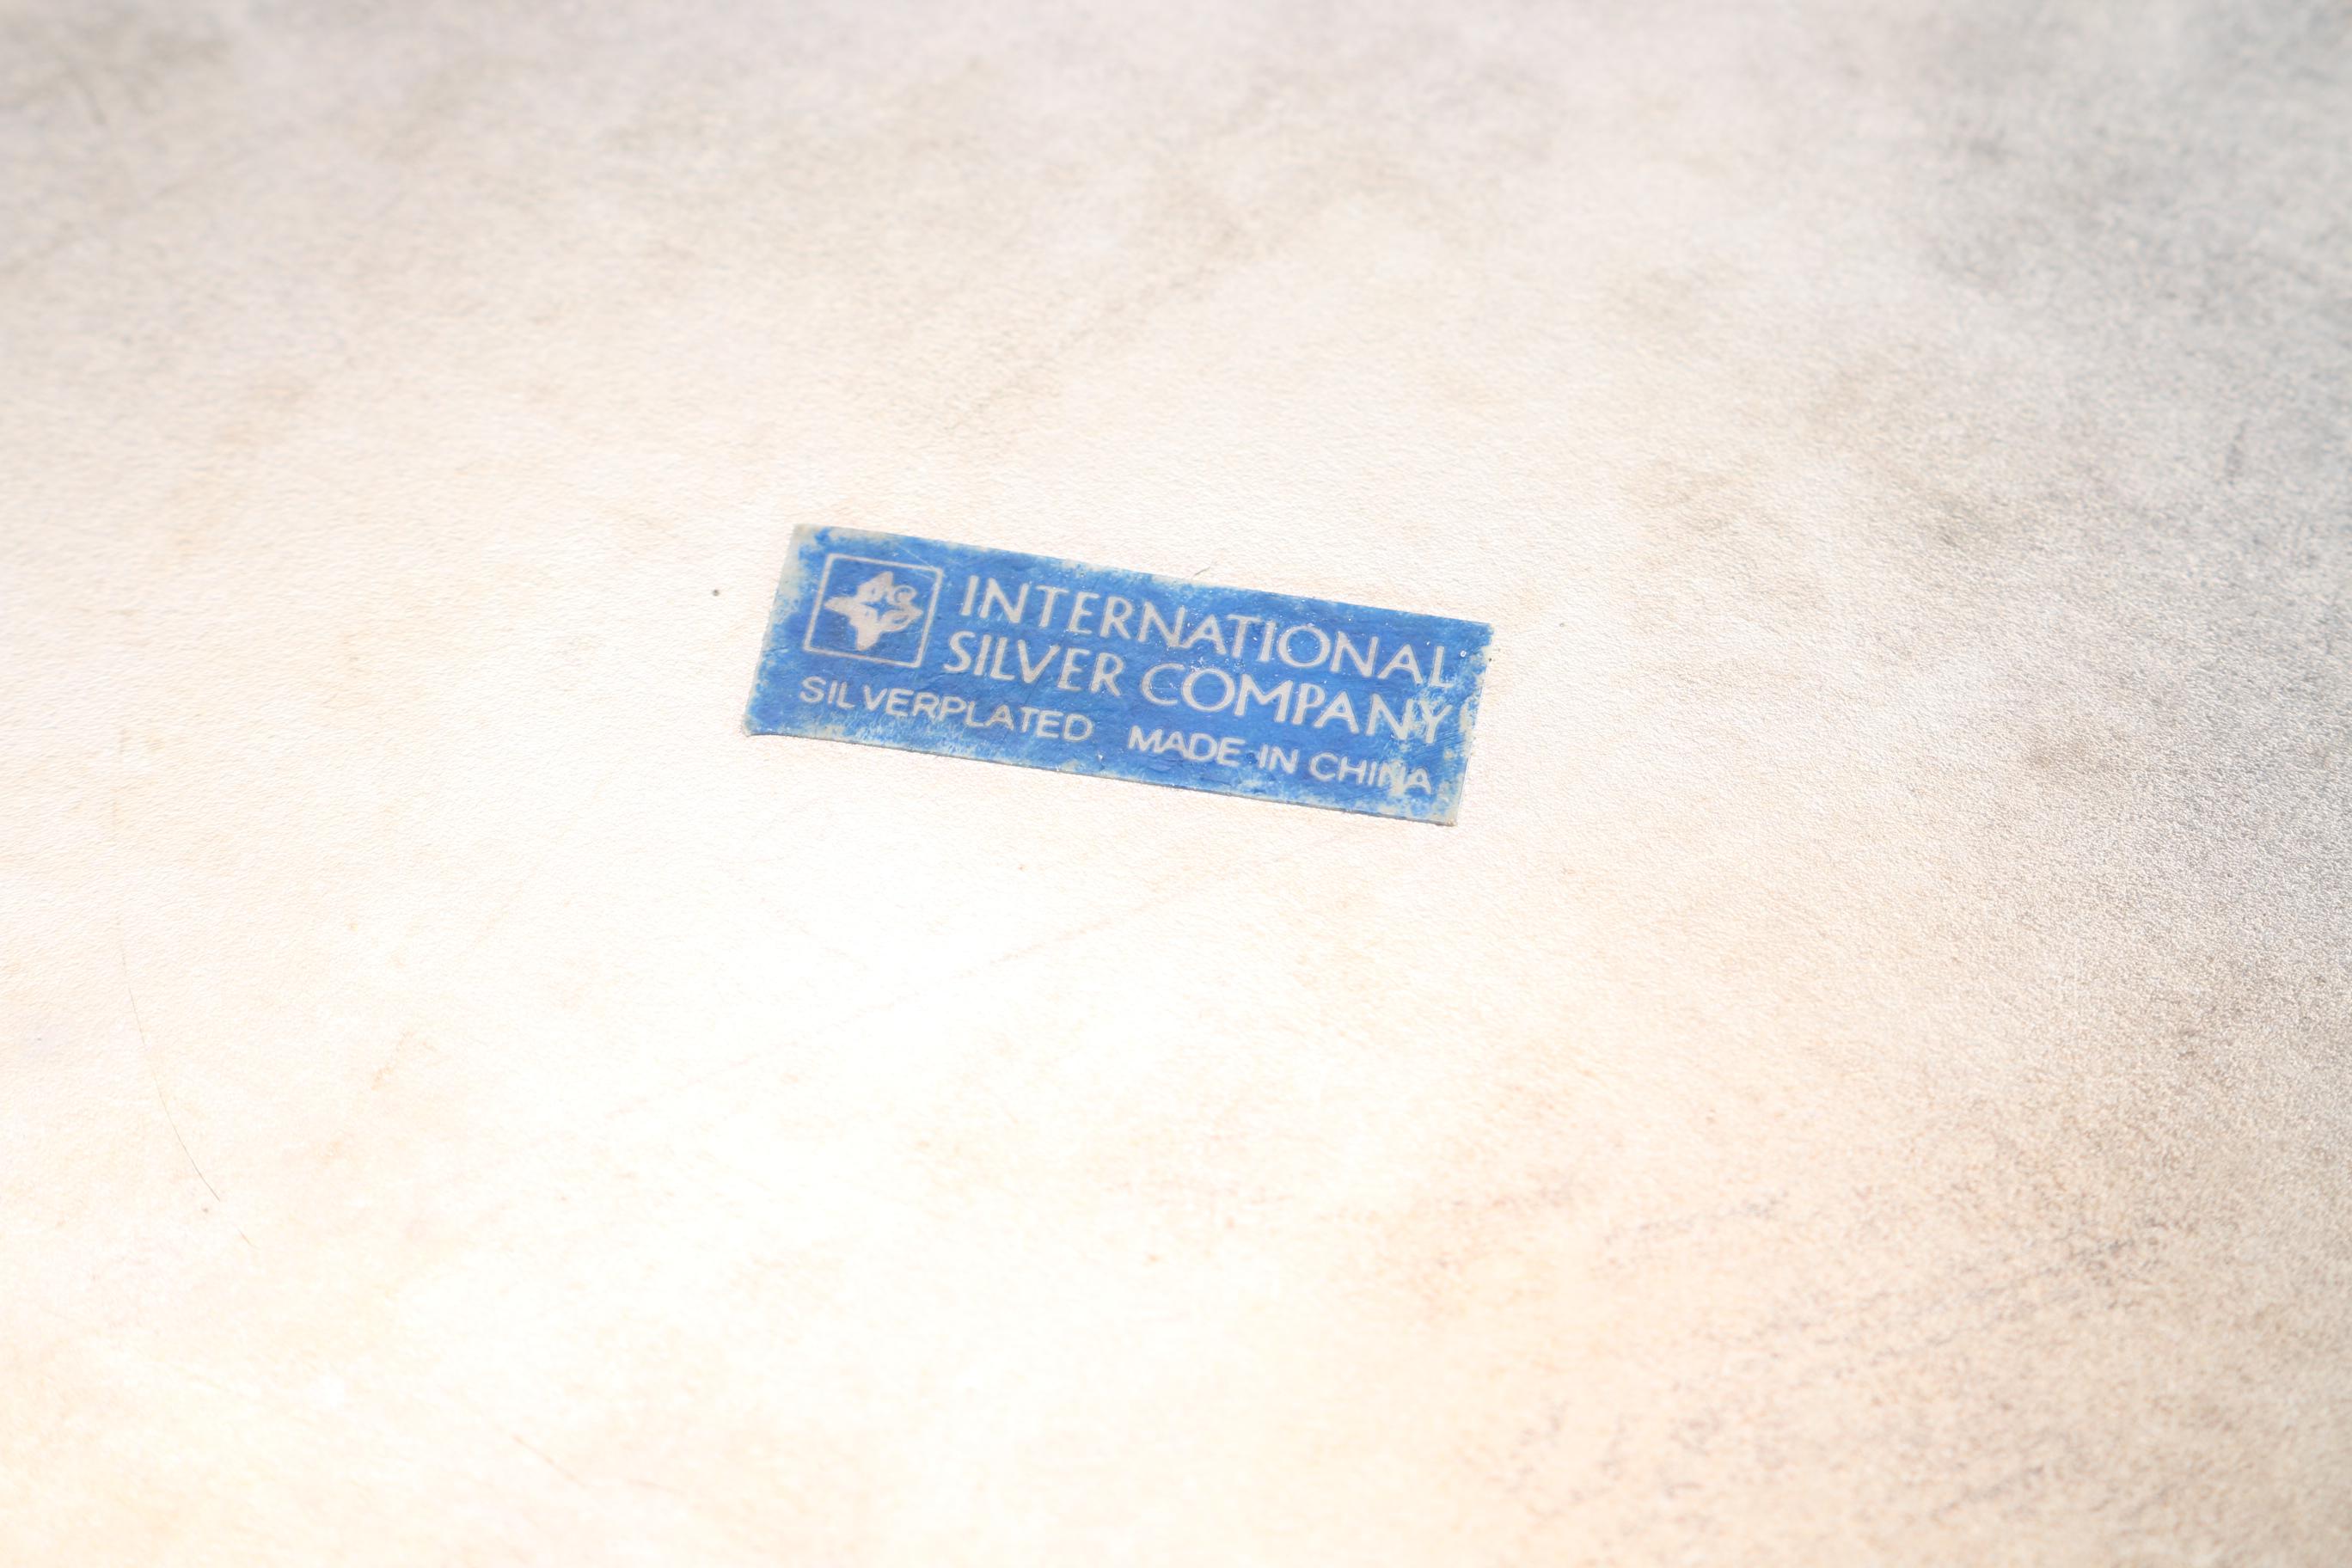 INTERNATIONAL
SILVER COMPANY
SILVERPLATED MADE IN CHINA